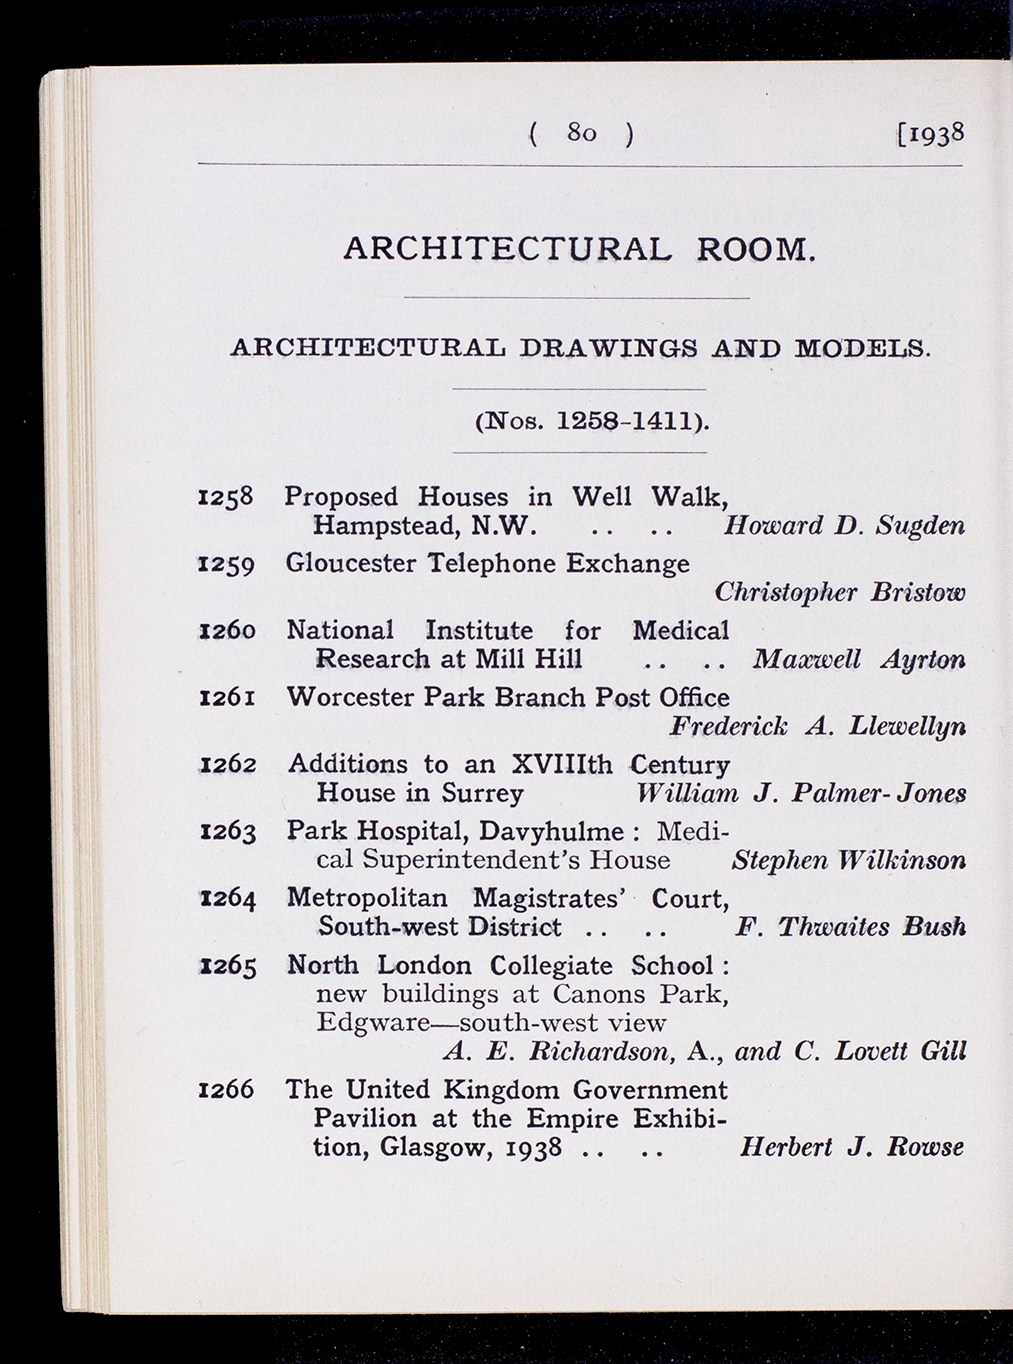 ( 80 ) [1938
ARCHITECTURAL ROOM.
ARCHITECTURAL DRAWINGS AND MODELS.
(Nos. 1258-1411).
1258 Proposed Houses in Well Walk,
Hampstead, N.W. .. .. Howard D. Sugden
1259 Gloucester Telephone Exchange
Christopher Bristow
1260 National Institute for Medical
Research at Mill Hill .. .. Maxwell Ayrton
1261 Worcester Park Branch Post Office
Frederick A. Llewellyn
1262 Additions to an XVIIIth Century
House in Surrey William J. Palmer-Jones
1263 Park Hospital, Davyhulme : Medi-
cal Superintendent's House Stephen Wilkinson
1264 Metropolitan Magistrates' Court,
South-west District .. .. F. Thwaites Bush
1265 North London Collegiate School :
new buildings at Canons Park,
Edgware—south-west view
A. E. Richardson, A., and C. Lovett Gill
1266 The United Kingdom Government
Pavilion at the Empire Exhibi-
tion, Glasgow, 1938 .. .. Herbert J. Rowse